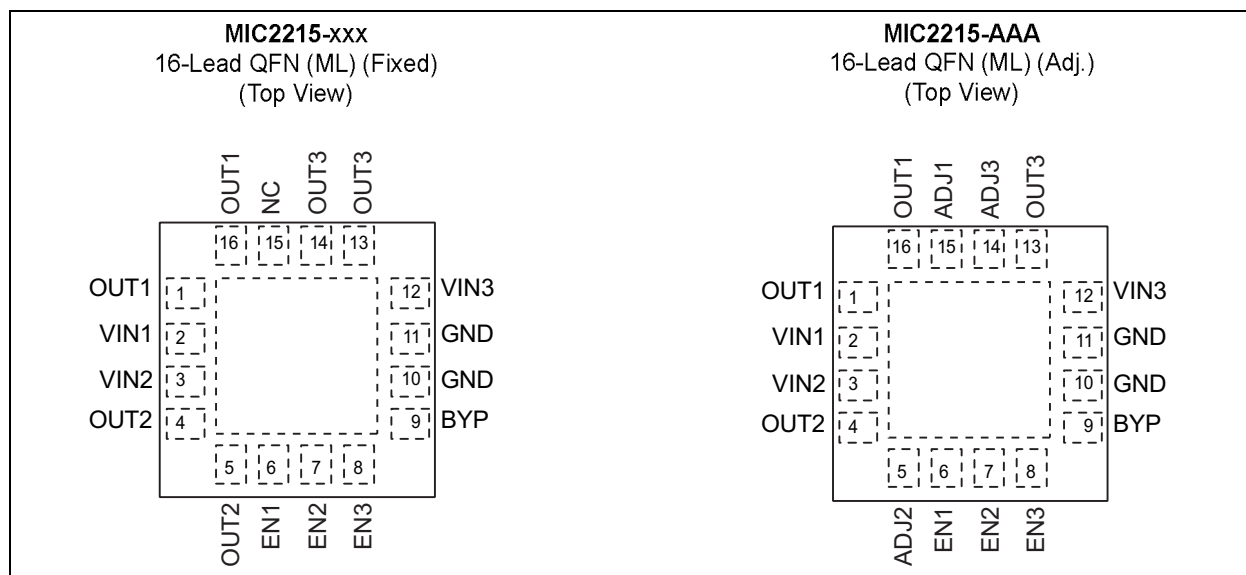 MIC2215-xxx
16-Lead QFN (ML) (Fixed)
(Top View)
OUT1
NC
OUT3
OUT3
16
15
14
13
OUT1 1
12 VIN3
VIN1 2
11 GND
VIN2 3
10 GND
OUT2 4
9 BYP
5
6
7
8
OUT2
EN1
EN2
EN3
MIC2215-AAA
16-Lead QFN (ML) (Adj.)
(Top View)
OUT1
ADJ1
ADJ3
OUT3
16
15
14
13
OUT1 1
12 VIN3
VIN1 2
11 GND
VIN2 3
10 GND
OUT2 4
9 BYP
5
6
7
8
ADJ2
EN1
EN2
EN3